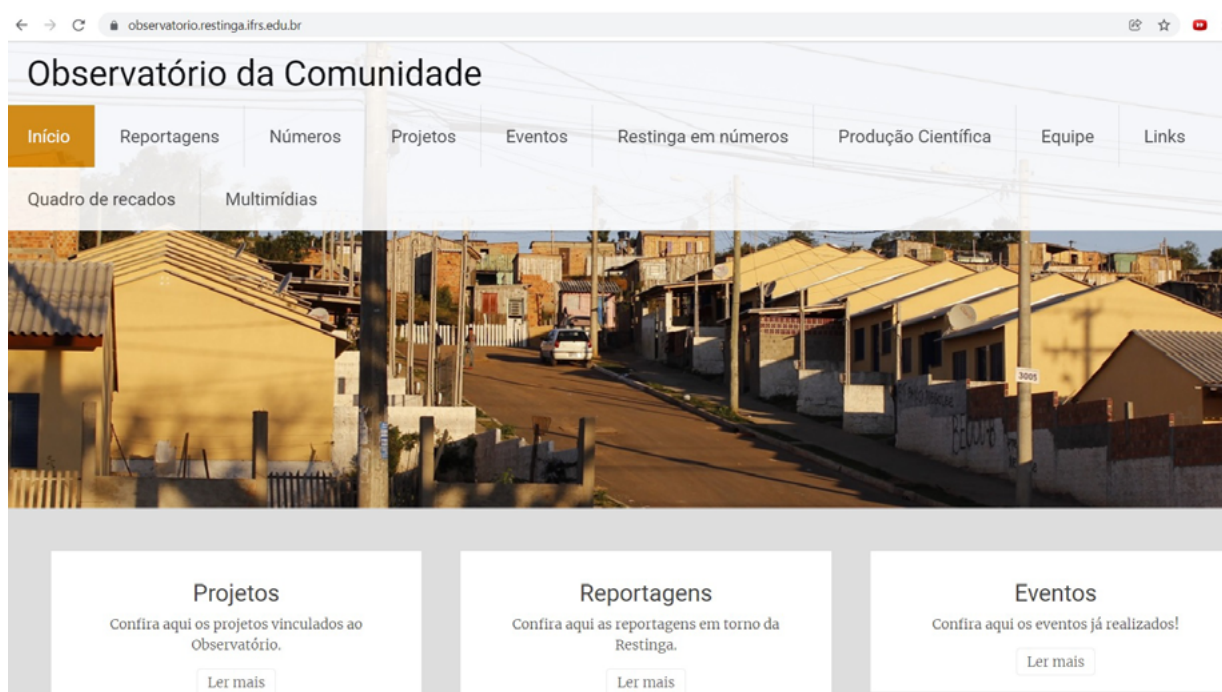 observatorio.restinga.ifrs.edu.br
Observatório da Comunidade
Início Reportagens Números Projetos Eventos Restinga em números Produção Científica Equipe Links
Quadro de recados Multimídias
3005
Projetos
Confira aqui os projetos vinculados ao
Observatório.
Ler mais
Reportagens
Confira aqui as reportagens em torno da
Restinga.
Ler mais
Eventos
Confira aqui os eventos já realizados!
Ler mais